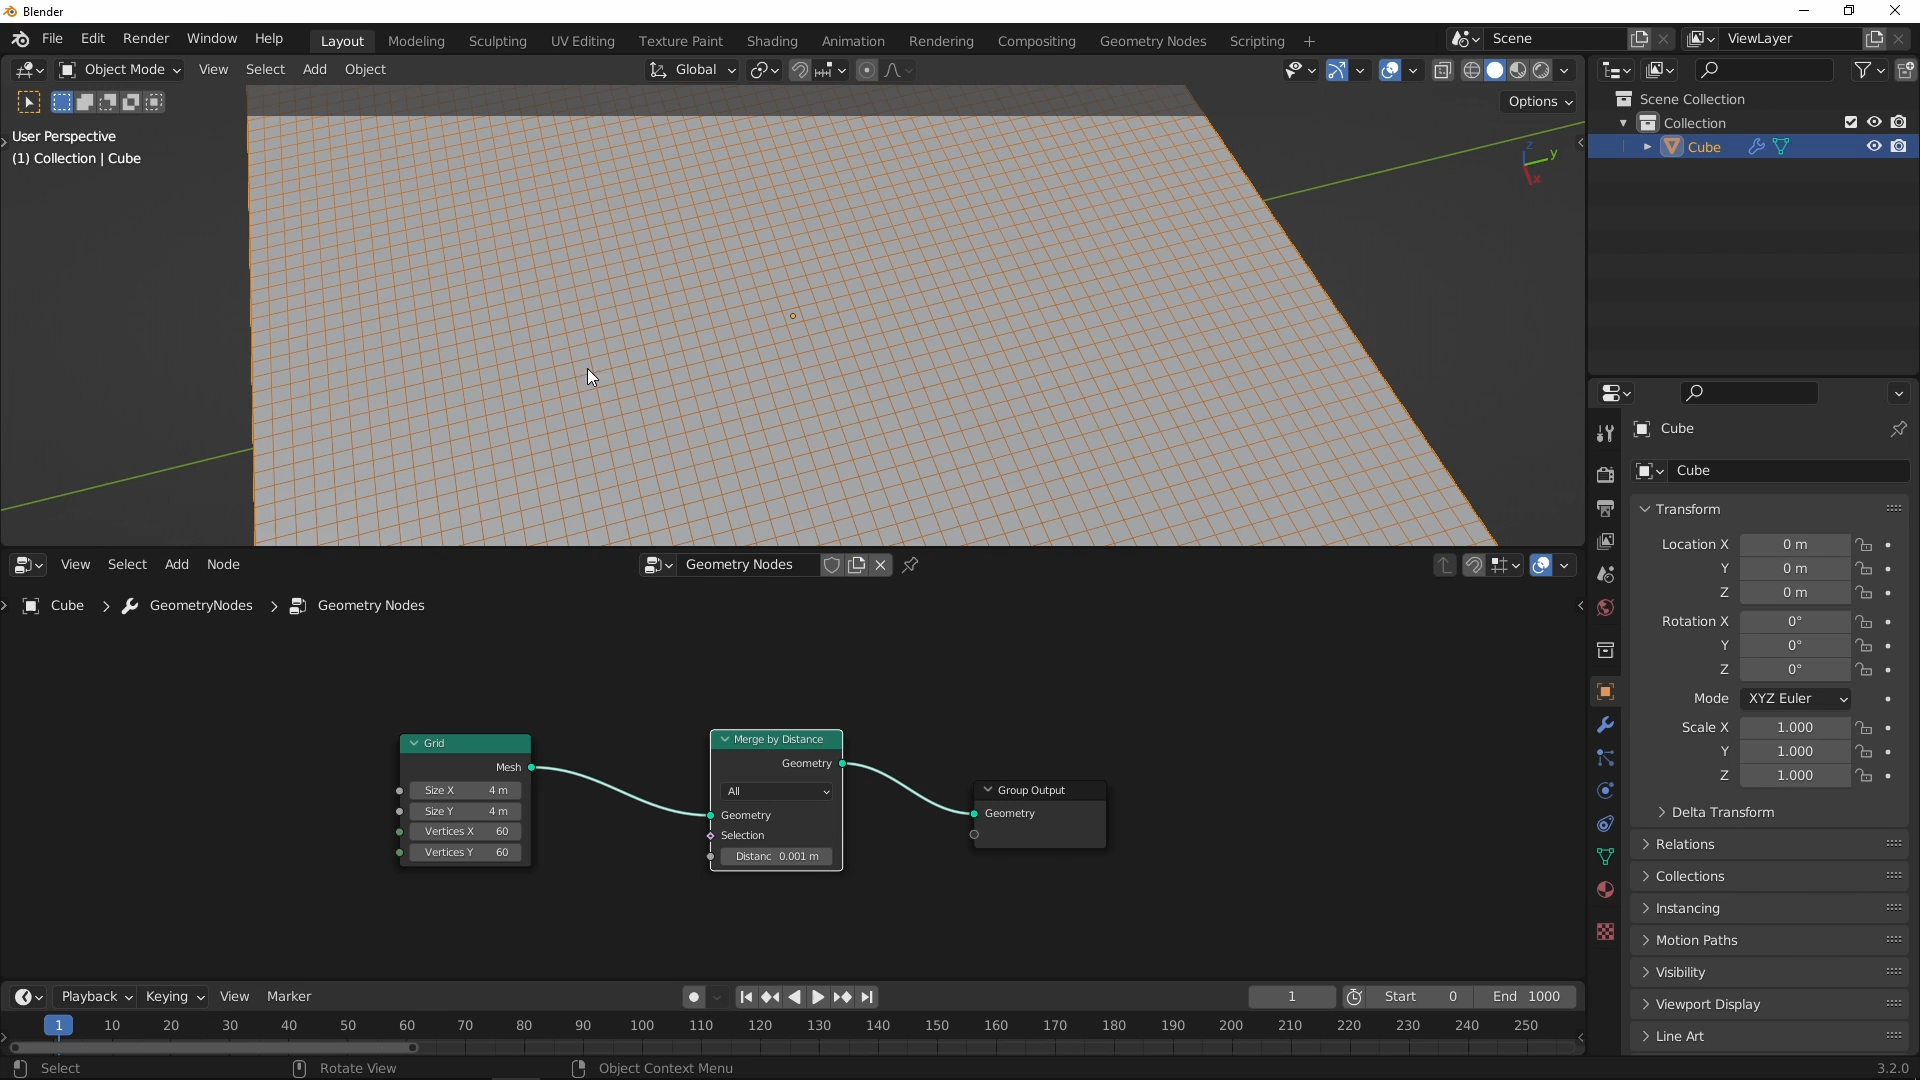 Blender
File Edit Render Window Help
Layout Modeling Sculpting UV Editing Texture Paint Shading Animation Rendering Compositing Geometry Nodes Scripting +
Scene
ViewLayer
Object Mode View Select Add Object
Global
Options
User Perspective
(1) Collection | Cube
z
y
x
Scene Collection
Collection
Cube
Cube
Cube
Transform
Location X 0 m
Y 0 m
Z 0 m
Rotation X 0°
Y 0°
Z 0°
Mode XYZ Euler
Scale X 1.000
Y 1.000
Z 1.000
Delta Transform
Relations
Collections
Instancing
Motion Paths
Visibility
Viewport Display
Line Art
View Select Add Node
Geometry Nodes
Cube > GeometryNodes > Geometry Nodes
Grid
Mesh
Size X 4 m
Size Y 4 m
Vertices X 60
Vertices Y 60
Merge by Distance
Geometry
All
Geometry
Selection
Distanc 0.001 m
Group Output
Geometry
Playback Keying View Marker
1
Start 0 End 1000
1 10 20 30 40 50 60 70 80 90 100 110 120 130 140 150 160 170 180 190 200 210 220 230 240 250
Select
Rotate View
Object Context Menu
3.2.0